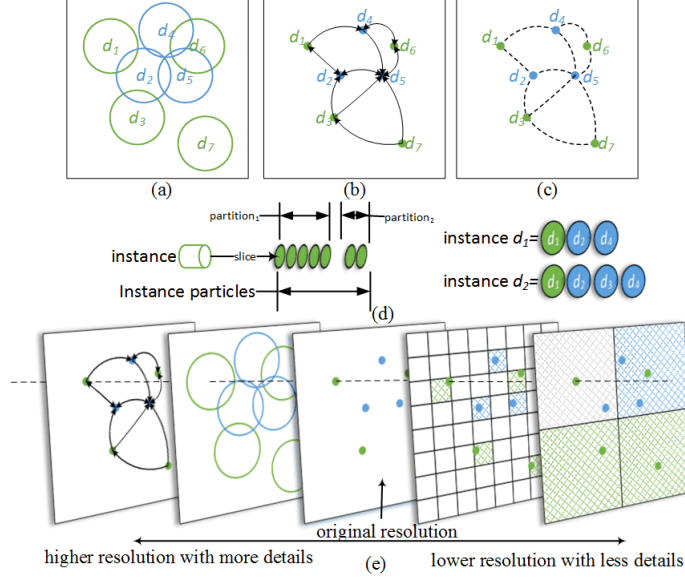 d4
d1
d6
d2
d5
d3
d7
(a)
d4
d1
d6
d2
d5
d3
d7
(b)
d4
d1
d6
d2
d5
d3
d7
(c)
partition1
partition2
instance
slice
Instance particles
(d)
instance d1= d1 d2 d4
instance d2= d1 d2 d3 d4
original resolution
higher resolution with more details
(e)
lower resolution with less details